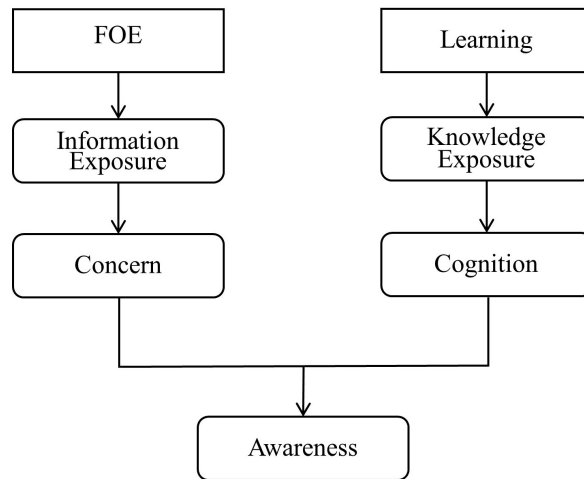 FOE
Learning
Information
Exposure
Knowledge
Exposure
Concern
Cognition
Awareness